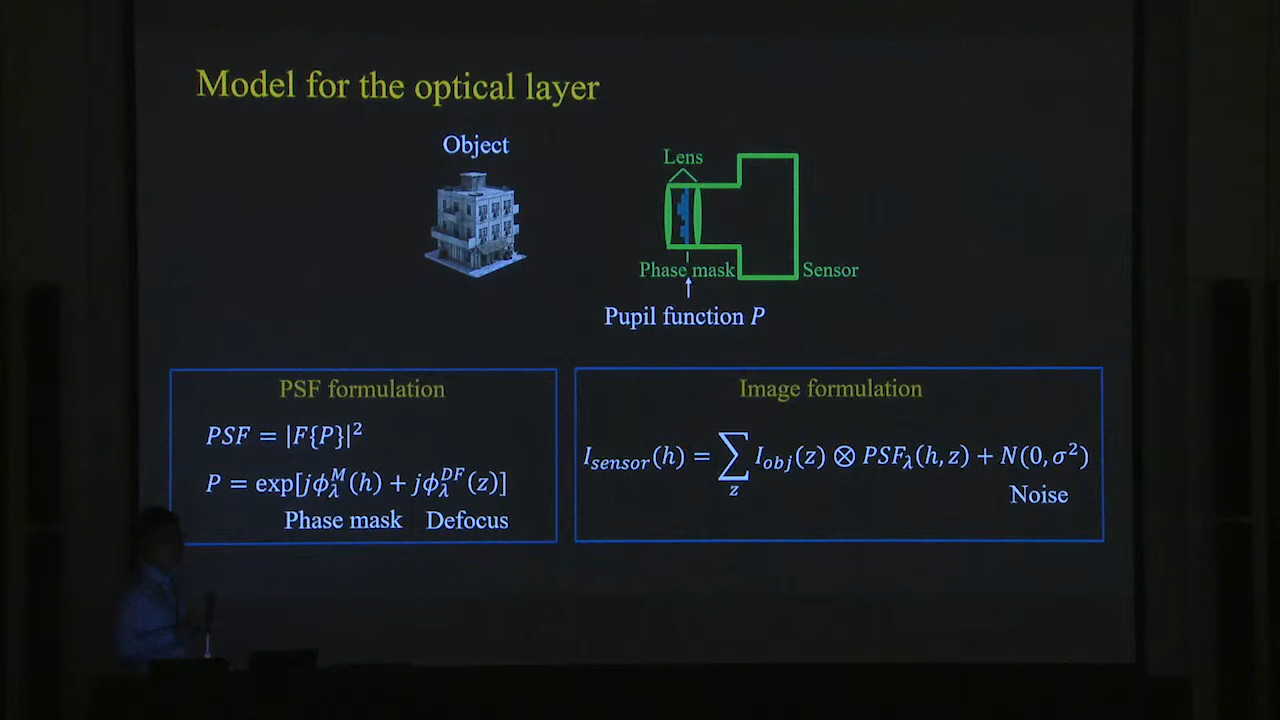 Model for the optical layer
Object
Lens
Phase mask
Sensor
Pupil function P
PSF formulation
PSF = |F{P}|²
P = exp[jϕ_λ^M(h) + jϕ_λ^DF(z)]
Phase mask Defocus
Image formulation
I_sensor(h) = ∑_z I_obj(z) ⊗ PSF_λ(h, z) + N(0, σ²)
Noise